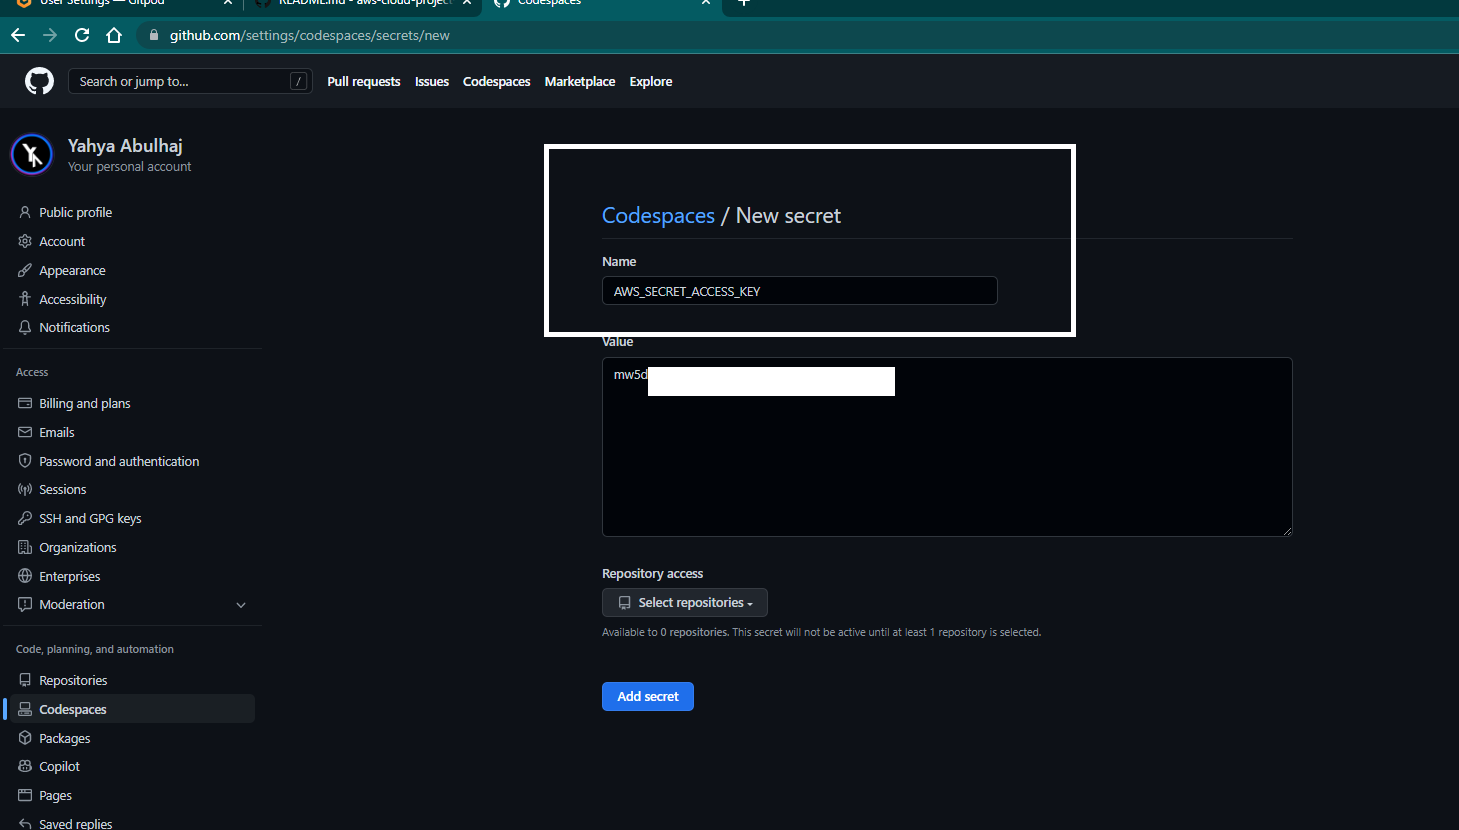 User Settings — Gitpod
README.md - aws-cloud-project
Codespaces
github.com/settings/codespaces/secrets/new
Search or jump to...
/
Pull requests
Issues
Codespaces
Marketplace
Explore
Yahya Abulhaj
Your personal account
Public profile
Account
Appearance
Accessibility
Notifications
Access
Billing and plans
Emails
Password and authentication
Sessions
SSH and GPG keys
Organizations
Enterprises
Moderation
Code, planning, and automation
Repositories
Codespaces
Packages
Copilot
Pages
Saved replies
Codespaces / New secret
Name
AWS_SECRET_ACCESS_KEY
Value
mw5d
Repository access
Select repositories
Available to 0 repositories. This secret will not be active until at least 1 repository is selected.
Add secret